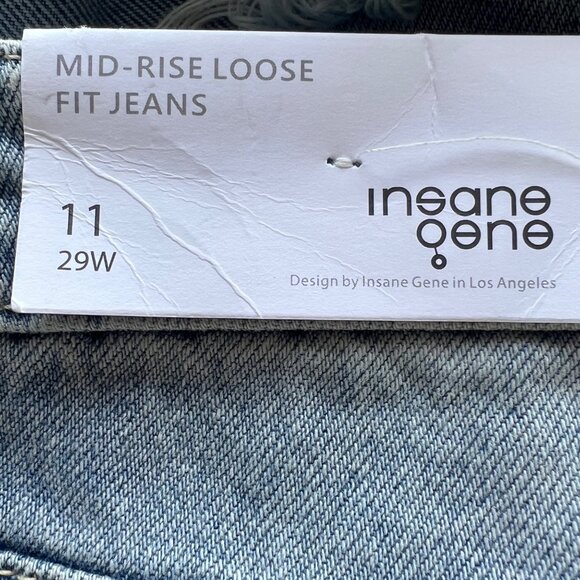 MID-RISE LOOSE
FIT JEANS
11
29W
insane
gene
Design by Insane Gene in Los Angeles